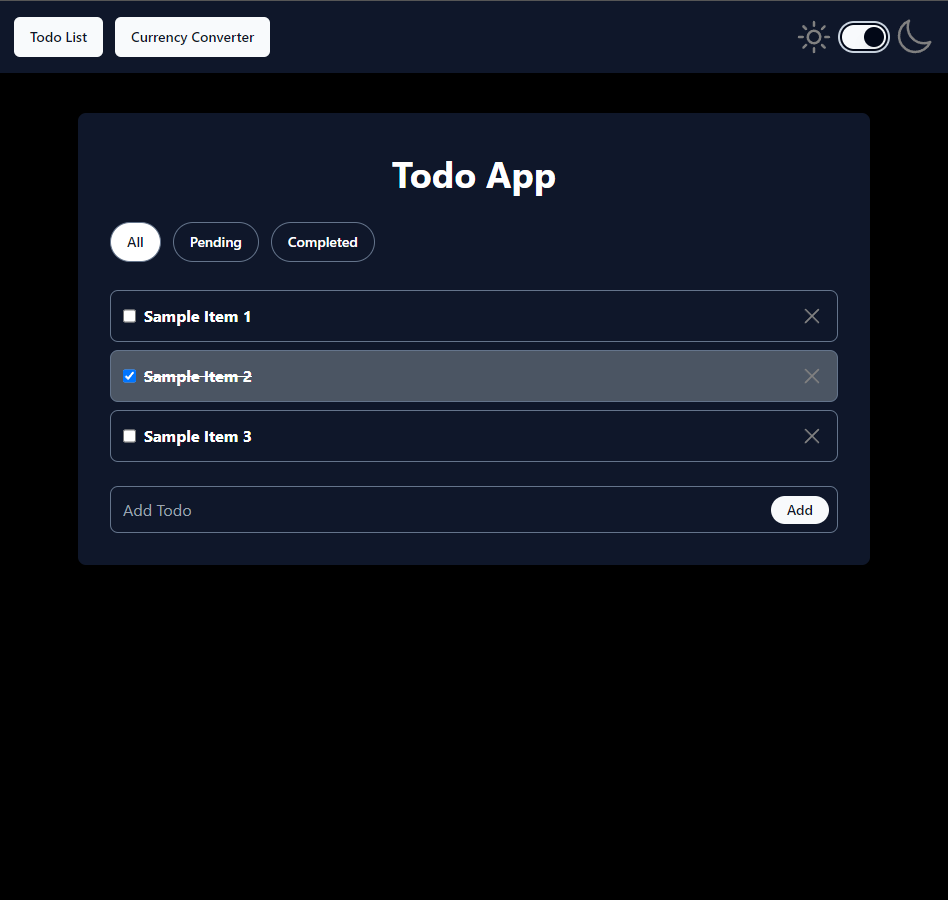 Todo List
Currency Converter
Todo App
All
Pending
Completed
Sample Item 1
Sample Item 2
Sample Item 3
Add Todo
Add